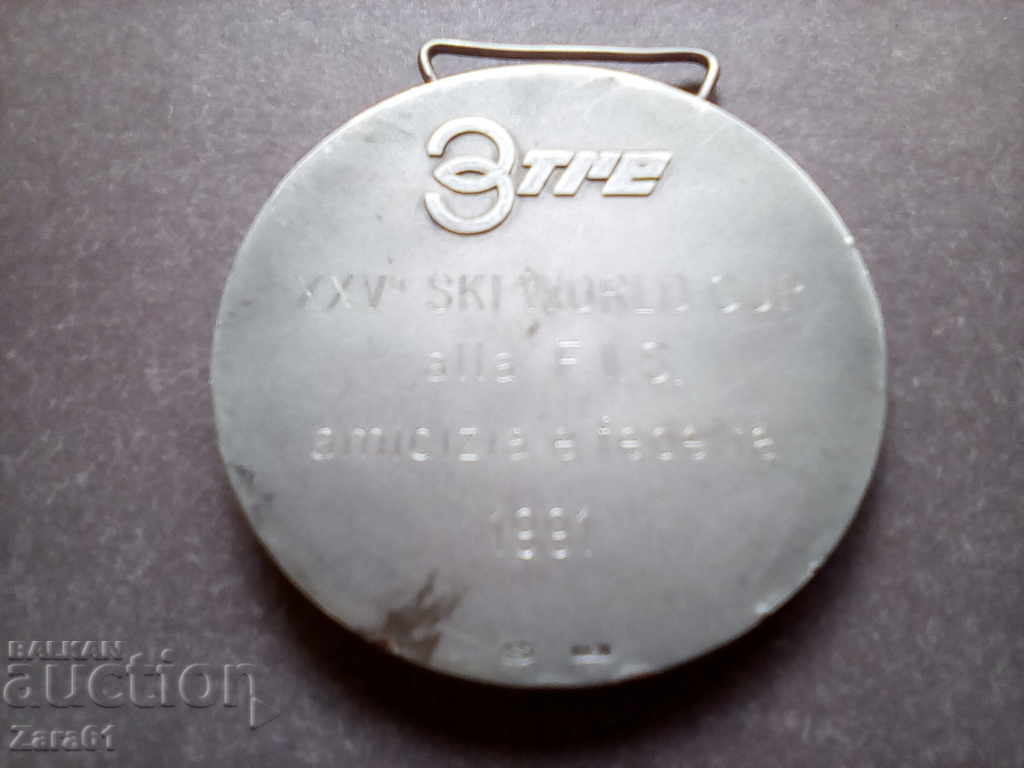 3TRE
XXVª SKI WORLD CUP
alla F.I.S.
amicizia e fedeltà
1991
BALKAN
auction
Zara61